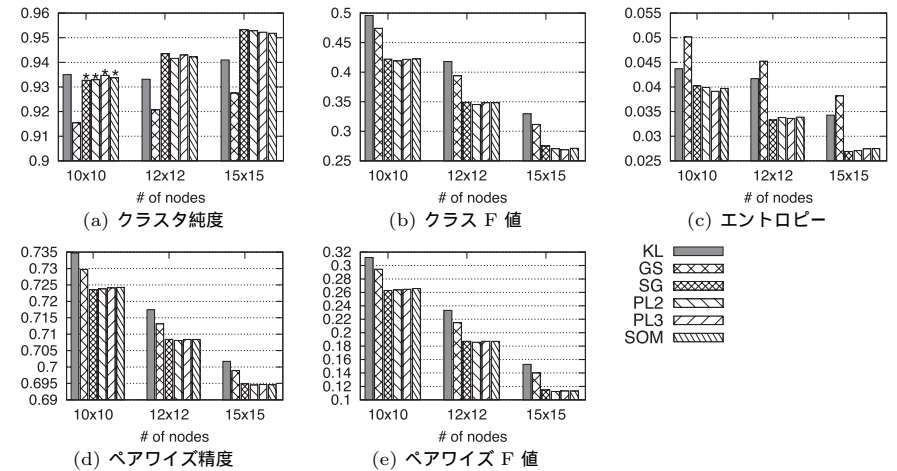 0.96
0.95
0.94
0.93
0.92
0.91
0.9
* * * *
10x10 12x12 15x15
# of nodes
(a) クラスタ純度
0.5
0.45
0.4
0.35
0.3
0.25
10x10 12x12 15x15
# of nodes
(b) クラス F 値
0.055
0.05
0.045
0.04
0.035
0.03
0.025
10x10 12x12 15x15
# of nodes
(c) エントロピー
0.735
0.73
0.725
0.72
0.715
0.71
0.705
0.7
0.695
0.69
10x10 12x12 15x15
# of nodes
(d) ペアワイズ精度
0.32
0.3
0.28
0.26
0.24
0.22
0.2
0.18
0.16
0.14
0.12
0.1
10x10 12x12 15x15
# of nodes
(e) ペアワイズ F 値
KL
GS
SG
PL2
PL3
SOM